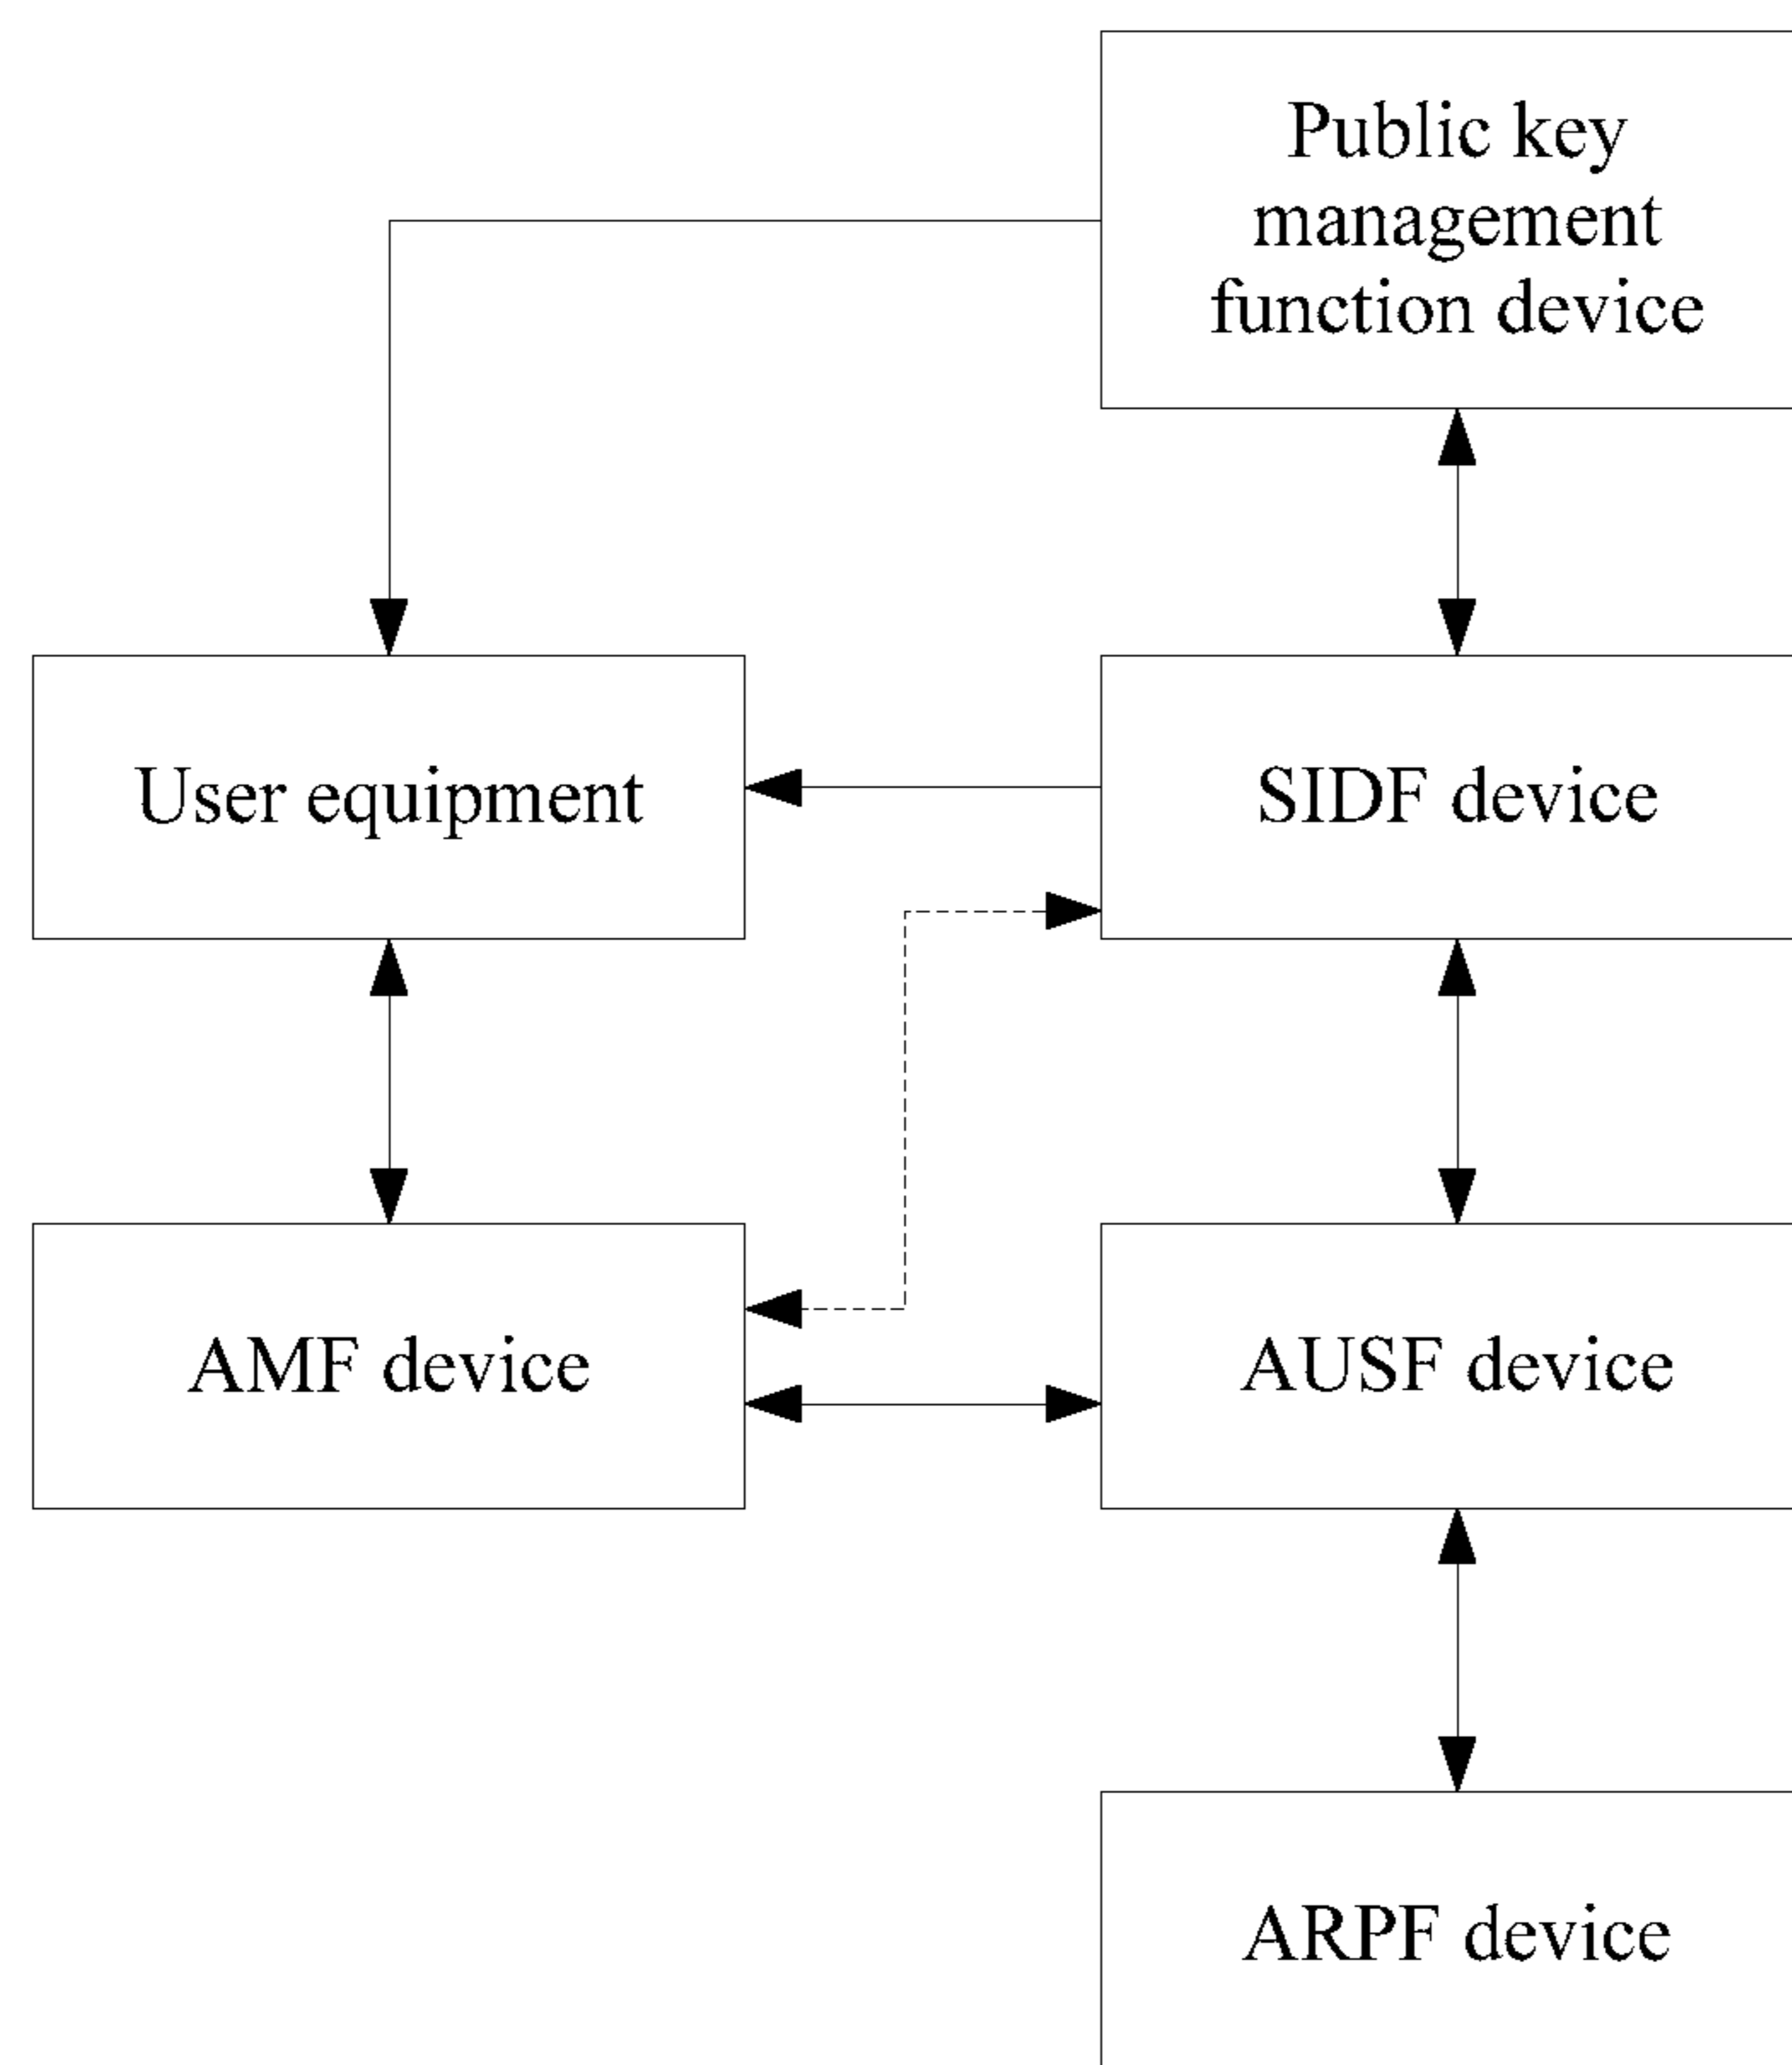 Public key
management
function device
User equipment
SIDF device
AMF device
AUSF device
ARPF device